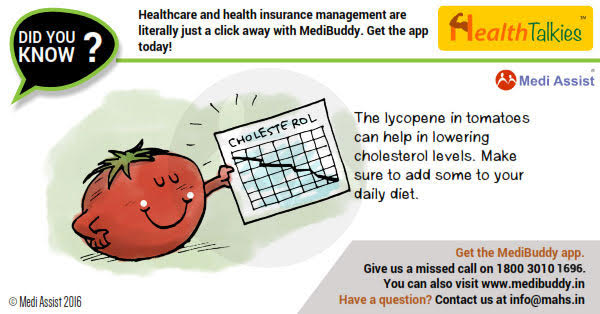 DID YOU
KNOW ?
Healthcare and health insurance management are
literally just a click away with MediBuddy. Get the app
today!
HealthTalkies™
Medi Assist®
CHOLESTEROL
The lycopene in tomatoes
can help in lowering
cholesterol levels. Make
sure to add some to your
daily diet.
Get the MediBuddy app.
Give us a missed call on 1800 3010 1696.
You can also visit www.medibuddy.in
Have a question? Contact us at info@mahs.in
© Medi Assist 2016